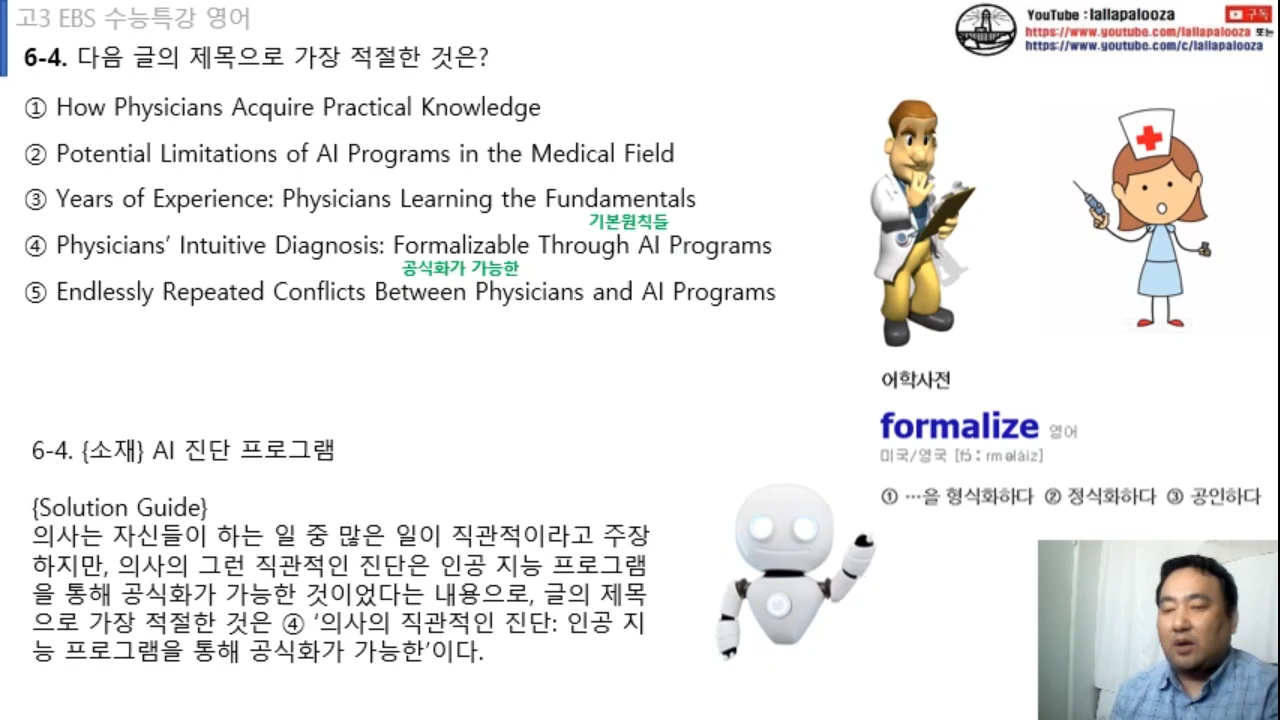 고3 EBS 수능특강 영어
YouTube : lallapalooza
구독
https://www.youtube.com/lallapalooza 또는
https://www.youtube.com/c/lallapalooza
6-4. 다음 글의 제목으로 가장 적절한 것은?
① How Physicians Acquire Practical Knowledge
② Potential Limitations of AI Programs in the Medical Field
③ Years of Experience: Physicians Learning the Fundamentals
기본원칙들
④ Physicians’ Intuitive Diagnosis: Formalizable Through AI Programs
공식화가 가능한
⑤ Endlessly Repeated Conflicts Between Physicians and AI Programs
어학사전
formalize 영어
미국/영국 [fɔ́ːrməlàiz]
① …을 형식화하다 ② 정식화하다 ③ 공인하다
6-4. {소재} AI 진단 프로그램
{Solution Guide}
의사는 자신들이 하는 일 중 많은 일이 직관적이라고 주장
하지만, 의사의 그런 직관적인 진단은 인공 지능 프로그램
을 통해 공식화가 가능한 것이었다는 내용으로, 글의 제목
으로 가장 적절한 것은 ④ ‘의사의 직관적인 진단: 인공 지
능 프로그램을 통해 공식화가 가능한’이다.